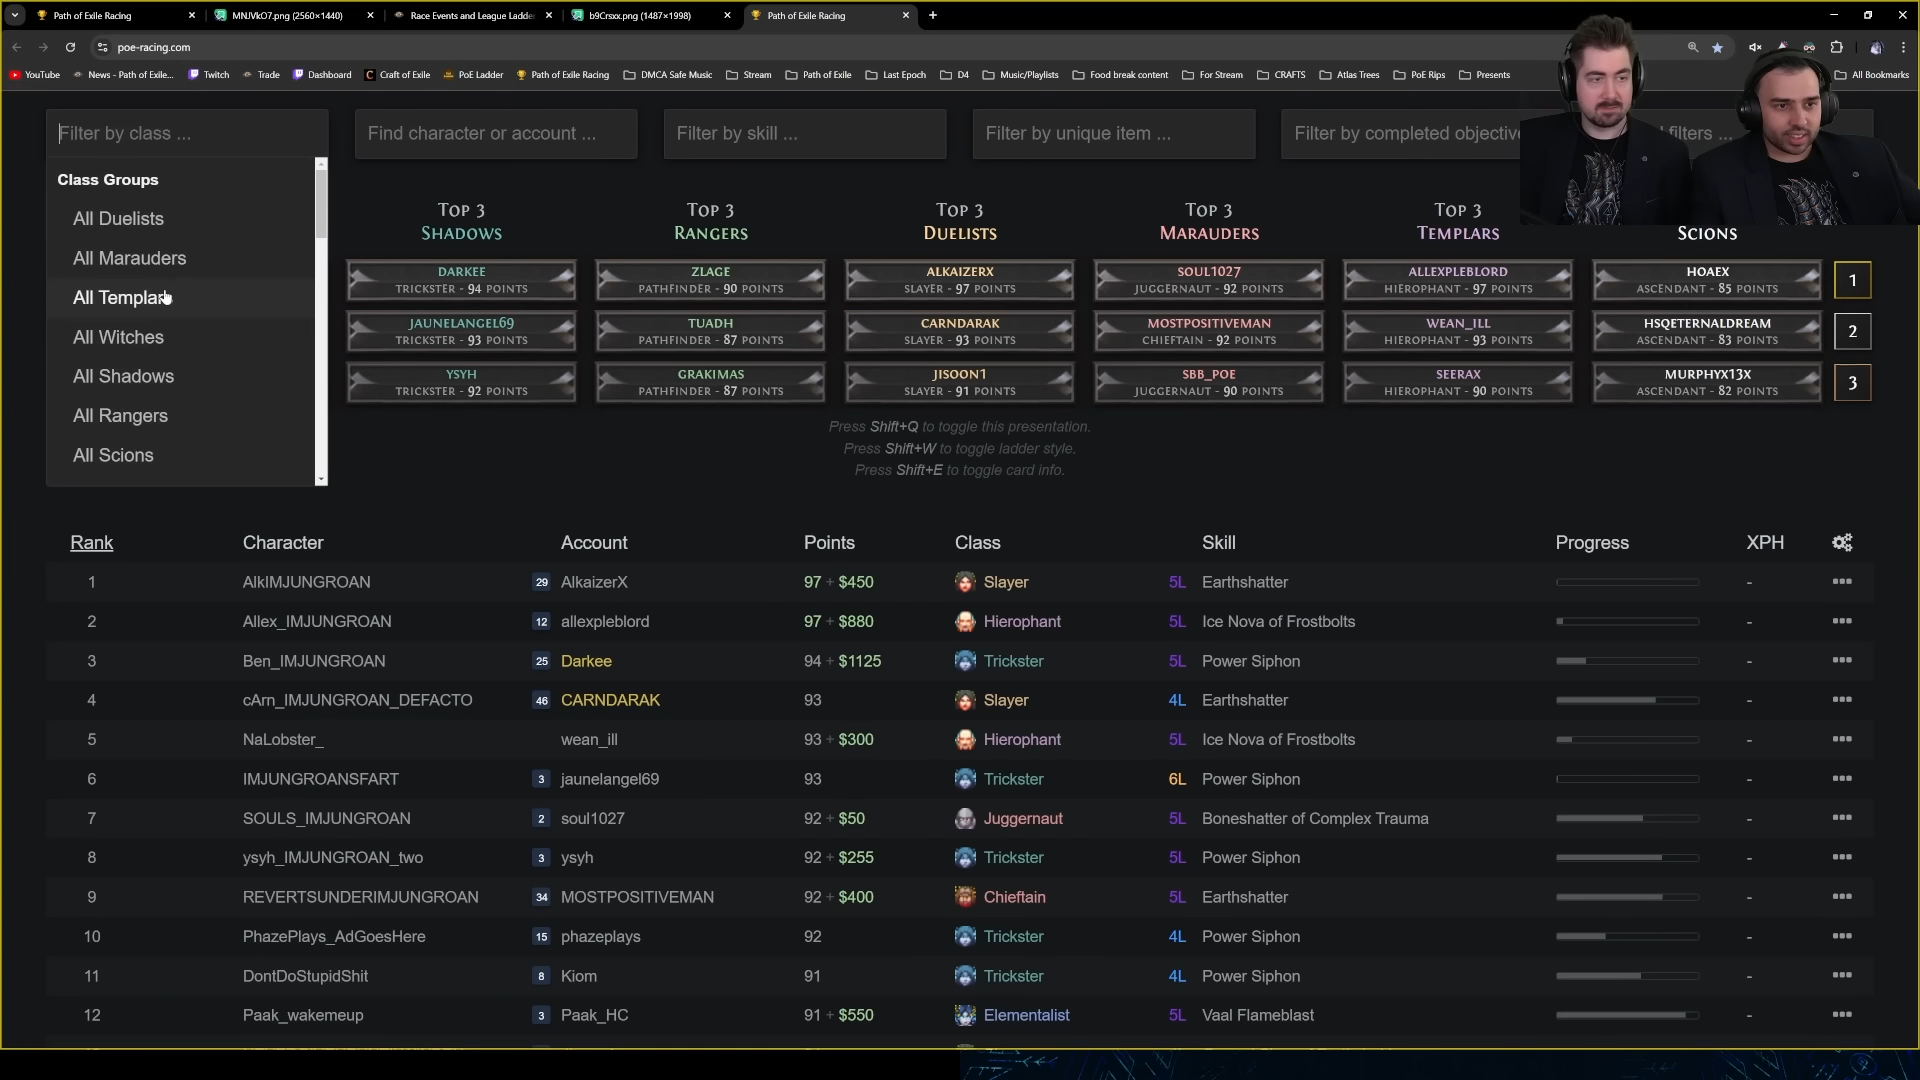 Path of Exile Racing
MNJVkO7.png (2560×1440)
Race Events and League Ladder
b9Crsxx.png (1487×1998)
Path of Exile Racing
poe-racing.com
YouTube
News - Path of Exile...
Twitch
Trade
Dashboard
Craft of Exile
PoE Ladder
Path of Exile Racing
DMCA Safe Music
Stream
Path of Exile
Last Epoch
D4
Music/Playlists
Food break content
For Stream
CRAFTS
Atlas Trees
PoE Rips
Presents
All Bookmarks
Filter by class ...
Find character or account ...
Filter by skill ...
Filter by unique item ...
Filter by completed objective
filters ...
Class Groups
All Duelists
All Marauders
All Templars
All Witches
All Shadows
All Rangers
All Scions
TOP 3
SHADOWS
DARKEE
TRICKSTER - 94 POINTS
JAUNELANGEL69
TRICKSTER - 93 POINTS
YSYH
TRICKSTER - 92 POINTS
TOP 3
RANGERS
ZLAGE
PATHFINDER - 90 POINTS
TUADH
PATHFINDER - 87 POINTS
GRAKIMAS
PATHFINDER - 87 POINTS
TOP 3
DUELISTS
ALKAIZERX
SLAYER - 97 POINTS
CARNDARAK
SLAYER - 93 POINTS
JISOON1
SLAYER - 91 POINTS
TOP 3
MARAUDERS
SOUL1027
JUGGERNAUT - 92 POINTS
MOSTPOSITIVEMAN
CHIEFTAIN - 92 POINTS
SBB_POE
JUGGERNAUT - 90 POINTS
TOP 3
TEMPLARS
ALLEXPLEBLORD
HIEROPHANT - 97 POINTS
WEAN_ILL
HIEROPHANT - 93 POINTS
SEERAX
HIEROPHANT - 90 POINTS
SCIONS
HOAEX
ASCENDANT - 85 POINTS
HSQETERNALDREAM
ASCENDANT - 83 POINTS
MURPHYX13X
ASCENDANT - 82 POINTS
1
2
3
Press Shift+Q to toggle this presentation.
Press Shift+W to toggle ladder style.
Press Shift+E to toggle card info.
Rank Character Account Points Class Skill Progress XPH
1 AlkIMJUNGROAN 29 AlkaizerX 97 + $450 Slayer 5L Earthshatter -
2 Allex_IMJUNGROAN 12 allexpleblord 97 + $880 Hierophant 5L Ice Nova of Frostbolts -
3 Ben_IMJUNGROAN 25 Darkee 94 + $1125 Trickster 5L Power Siphon -
4 cArn_IMJUNGROAN_DEFACTO 46 CARNDARAK 93 Slayer 4L Earthshatter -
5 NaLobster_ wean_ill 93 + $300 Hierophant 5L Ice Nova of Frostbolts -
6 IMJUNGROANSFART 3 jaunelangel69 93 Trickster 6L Power Siphon -
7 SOULS_IMJUNGROAN 2 soul1027 92 + $50 Juggernaut 5L Boneshatter of Complex Trauma -
8 ysyh_IMJUNGROAN_two 3 ysyh 92 + $255 Trickster 5L Power Siphon -
9 REVERTSUNDERIMJUNGROAN 34 MOSTPOSITIVEMAN 92 + $400 Chieftain 5L Earthshatter -
10 PhazePlays_AdGoesHere 15 phazeplays 92 Trickster 4L Power Siphon -
11 DontDoStupidShit 8 Kiom 91 Trickster 4L Power Siphon -
12 Paak_wakemeup 3 Paak_HC 91 + $550 Elementalist 5L Vaal Flameblast -